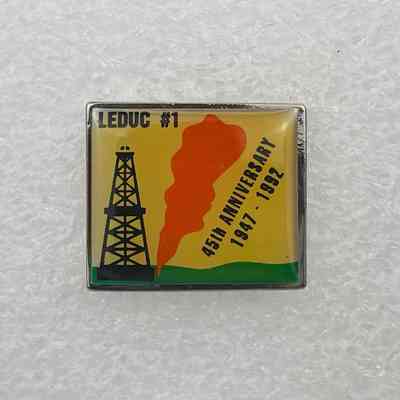 LEDUC #1
45th ANNIVERSARY
1947 - 1992